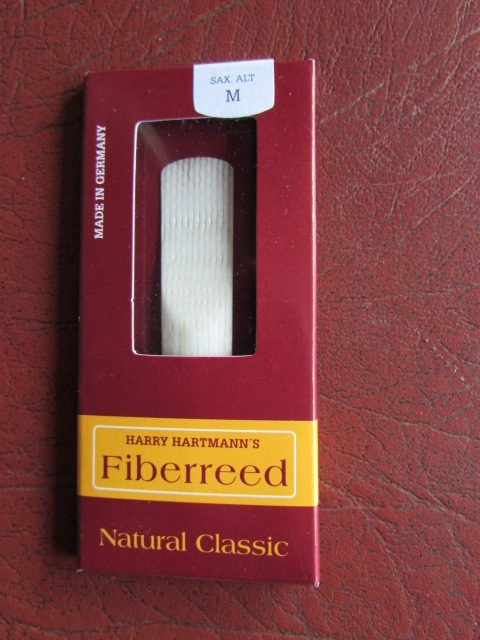 SAX. ALT
M
MADE IN GERMANY
HARRY HARTMANN´S
Fiberreed
Natural Classic